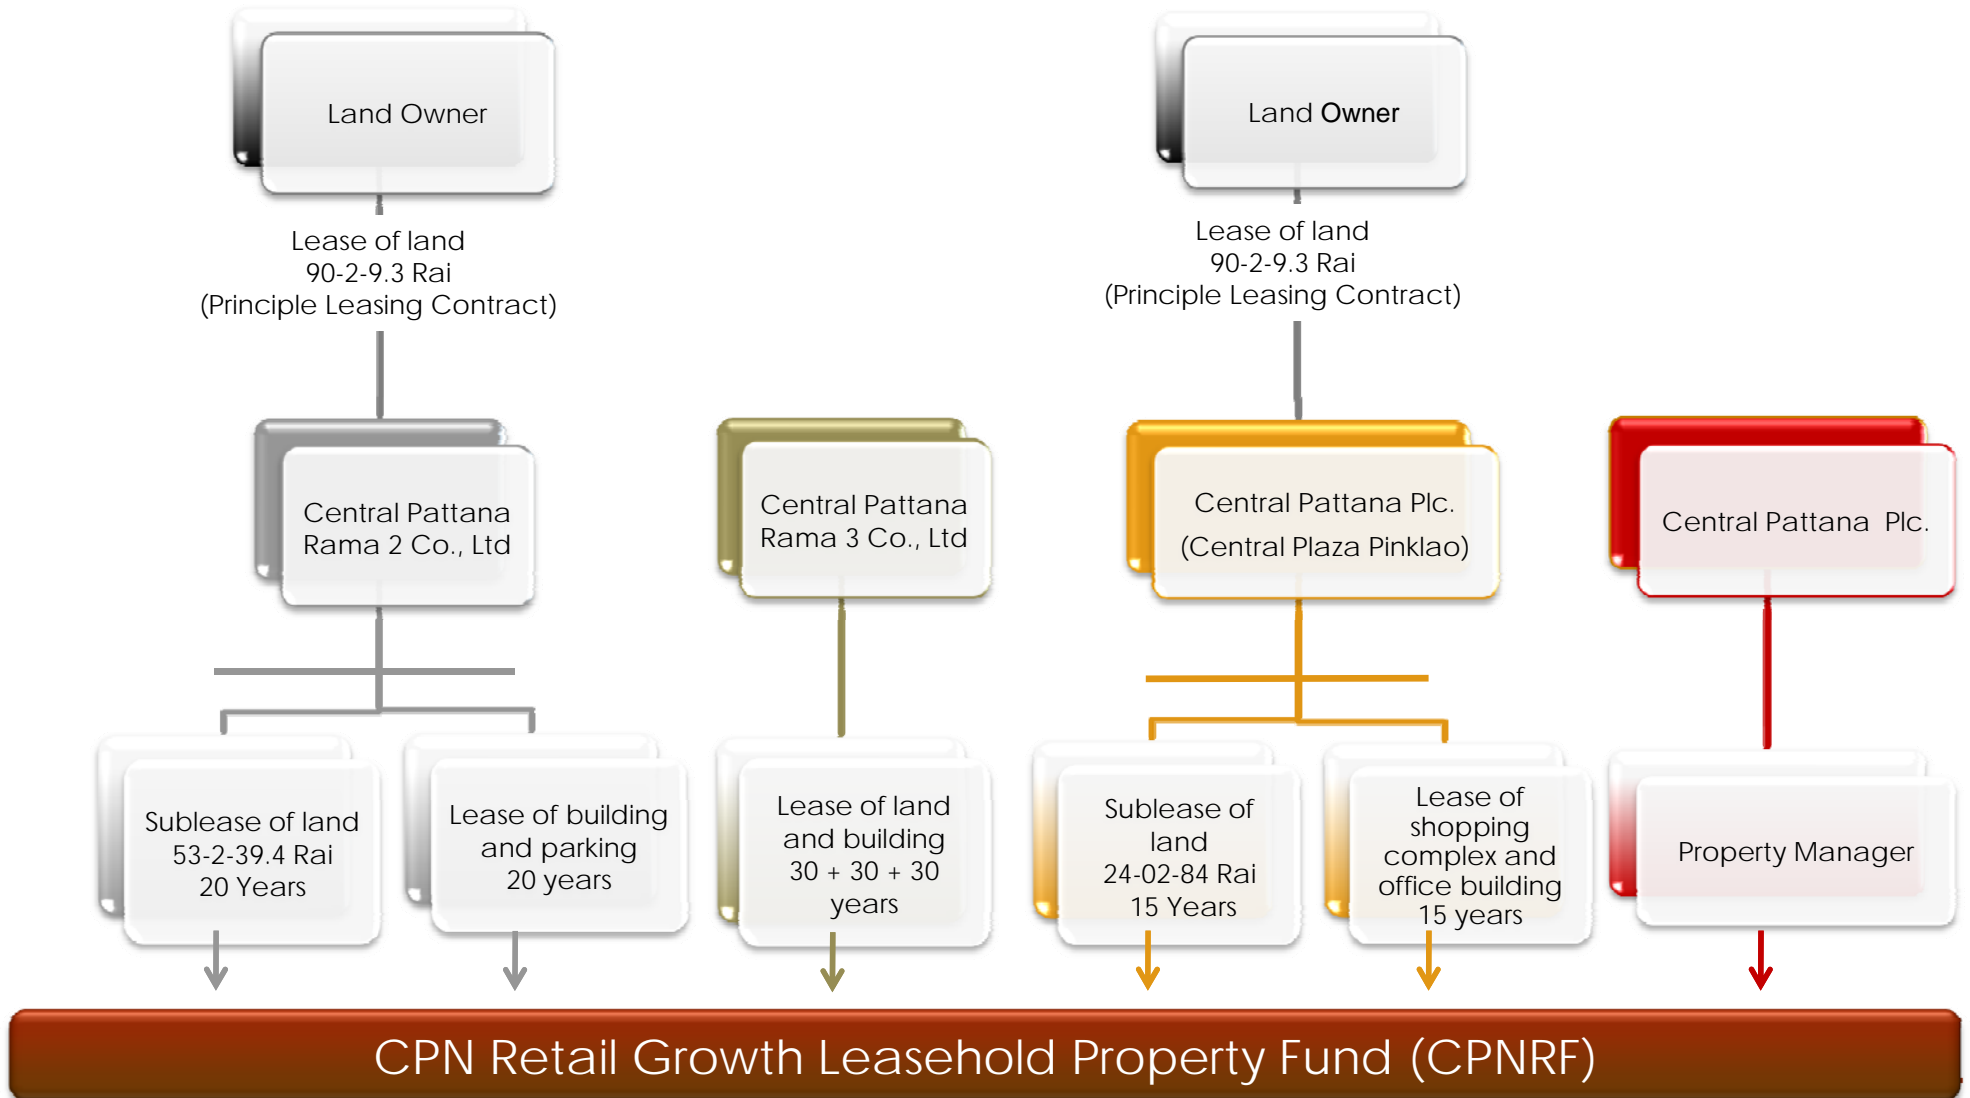 Land Owner
Land Owner
Lease of land
90-2-9.3 Rai
(Principle Leasing Contract)
Lease of land
90-2-9.3 Rai
(Principle Leasing Contract)
Central Pattana
Rama 2 Co., Ltd
Central Pattana
Rama 3 Co., Ltd
Central Pattana Plc.
(Central Plaza Pinklao)
Central Pattana Plc.
Sublease of land
53-2-39.4 Rai
20 Years
Lease of building
and parking
20 years
Lease of land
and building
30 + 30 + 30
years
Sublease of
land
24-02-84 Rai
15 Years
Lease of
shopping
complex and
office building
15 years
Property Manager
CPN Retail Growth Leasehold Property Fund (CPNRF)